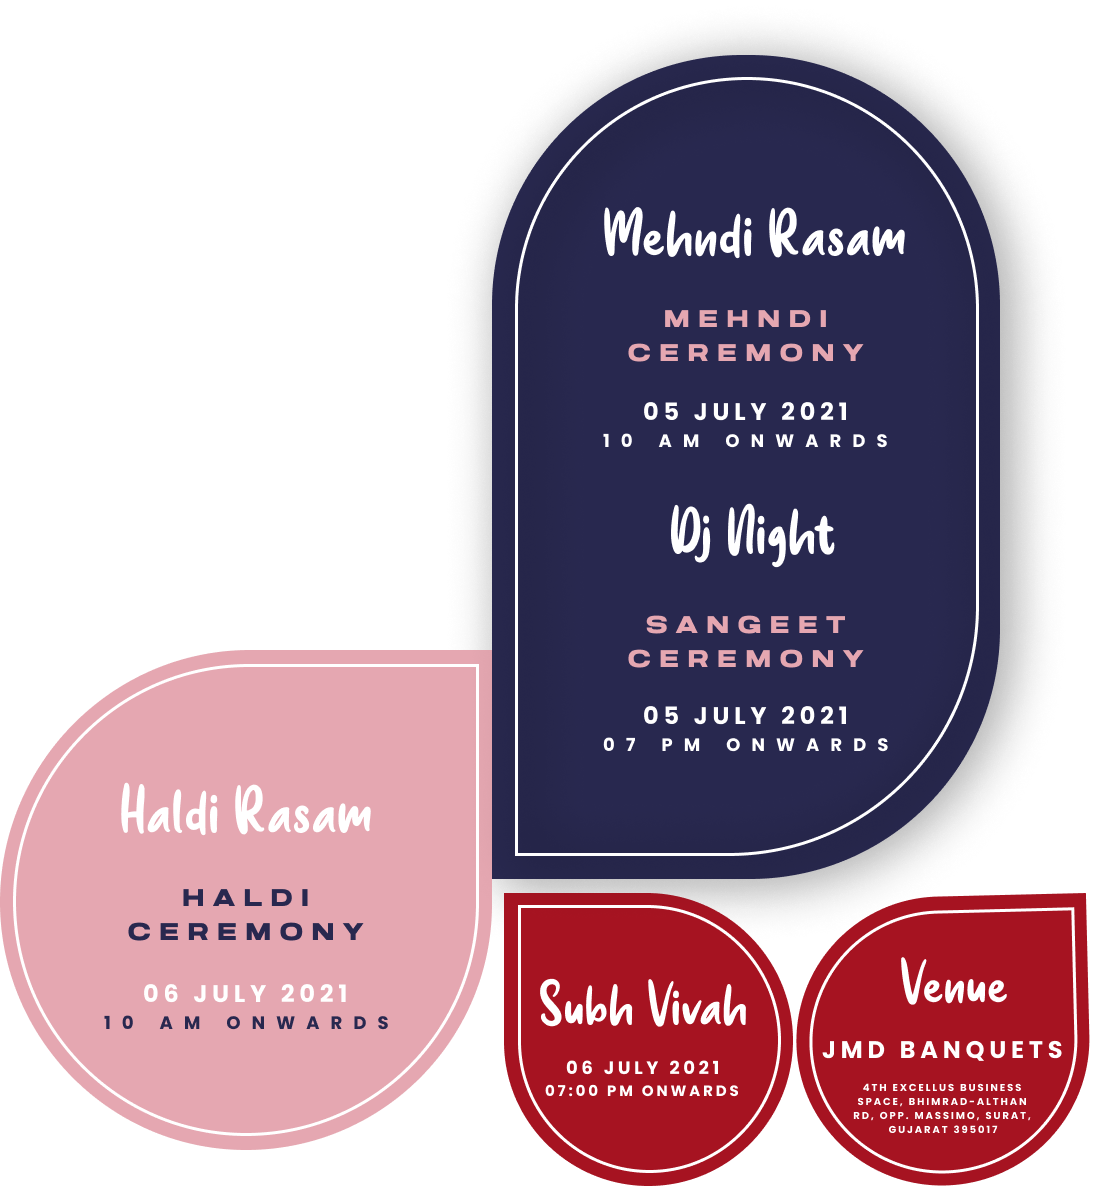 Mehndi Rasam
MEHNDI
CEREMONY
05 JULY 2021
10 AM ONWARDS
Dj Night
SANGEET
CEREMONY
05 JULY 2021
07 PM ONWARDS
Haldi Rasam
HALDI
CEREMONY
06 JULY 2021
10 AM ONWARDS
Subh Vivah
06 JULY 2021
07:00 PM ONWARDS
Venue
JMD BANQUETS
4TH EXCELLUS BUSINESS
SPACE, BHIMRAD-ALTHAN
RD, OPP. MASSIMO, SURAT,
GUJARAT 395017